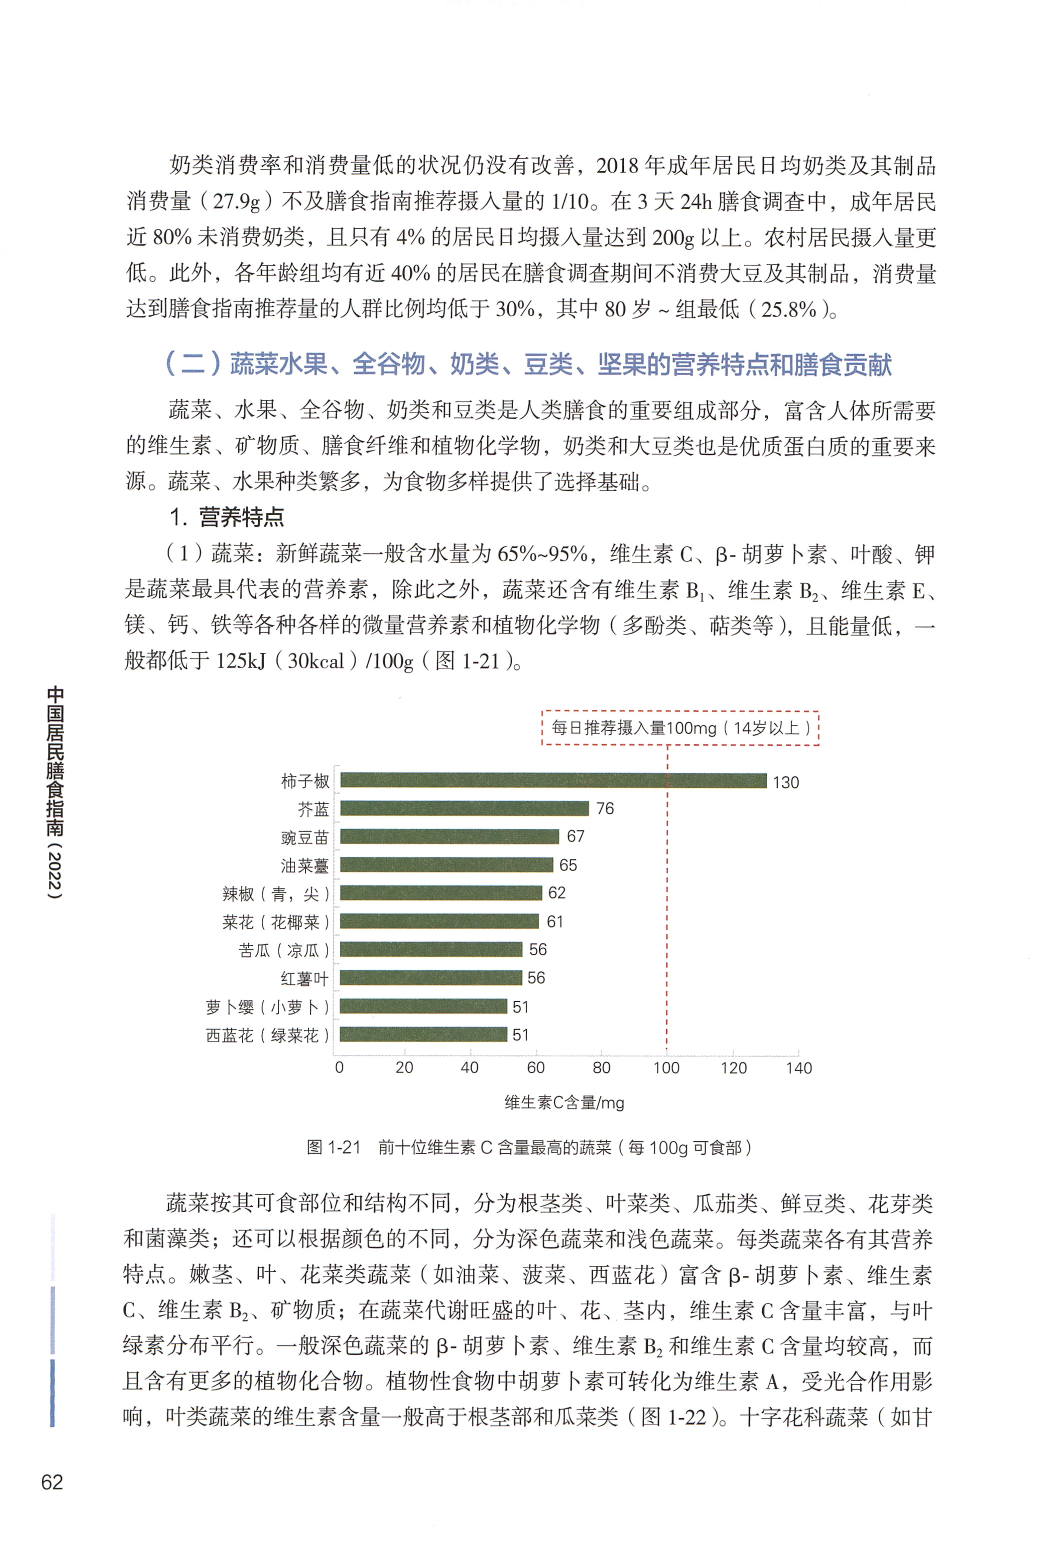 奶类消费率和消费量低的状况仍没有改善，2018 年成年居民日均奶类及其制品
消费量（27.9g）不及膳食指南推荐摄入量的 1/10。在 3 天 24h 膳食调查中，成年居民
近 80% 未消费奶类，且只有 4% 的居民日均摄入量达到 200g 以上。农村居民摄入量更
低。此外，各年龄组均有近 40% 的居民在膳食调查期间不消费大豆及其制品，消费量
达到膳食指南推荐量的人群比例均低于 30%，其中 80 岁 ~ 组最低（25.8%）。
（二）蔬菜水果、全谷物、奶类、豆类、坚果的营养特点和膳食贡献
蔬菜、水果、全谷物、奶类和豆类是人类膳食的重要组成部分，富含人体所需要
的维生素、矿物质、膳食纤维和植物化学物，奶类和大豆类也是优质蛋白质的重要来
源。蔬菜、水果种类繁多，为食物多样提供了选择基础。
1. 营养特点
（1）蔬菜：新鲜蔬菜一般含水量为 65%~95%，维生素 C、β- 胡萝卜素、叶酸、钾
是蔬菜最具代表的营养素，除此之外，蔬菜还含有维生素 B₁、维生素 B₂、维生素 E、
镁、钙、铁等各种各样的微量营养素和植物化学物（多酚类、萜类等），且能量低，一
般都低于 125kJ（30kcal）/100g（图 1-21）。
每日推荐摄入量100mg（14岁以上）
柿子椒 130
芥蓝 76
豌豆苗 67
油菜薹 65
辣椒（青，尖） 62
菜花（花椰菜） 61
苦瓜（凉瓜） 56
红薯叶 56
萝卜缨（小萝卜） 51
西蓝花（绿菜花） 51
0 20 40 60 80 100 120 140
维生素C含量/mg
图 1-21 前十位维生素 C 含量最高的蔬菜（每 100g 可食部）
蔬菜按其可食部位和结构不同，分为根茎类、叶菜类、瓜茄类、鲜豆类、花芽类
和菌藻类；还可以根据颜色的不同，分为深色蔬菜和浅色蔬菜。每类蔬菜各有其营养
特点。嫩茎、叶、花菜类蔬菜（如油菜、菠菜、西蓝花）富含 β- 胡萝卜素、维生素
C、维生素 B₂、矿物质；在蔬菜代谢旺盛的叶、花、茎内，维生素 C 含量丰富，与叶
绿素分布平行。一般深色蔬菜的 β- 胡萝卜素、维生素 B₂ 和维生素 C 含量均较高，而
且含有更多的植物化合物。植物性食物中胡萝卜素可转化为维生素 A，受光合作用影
响，叶类蔬菜的维生素含量一般高于根茎部和瓜菜类（图 1-22）。十字花科蔬菜（如甘
中国居民膳食指南（2022）
62